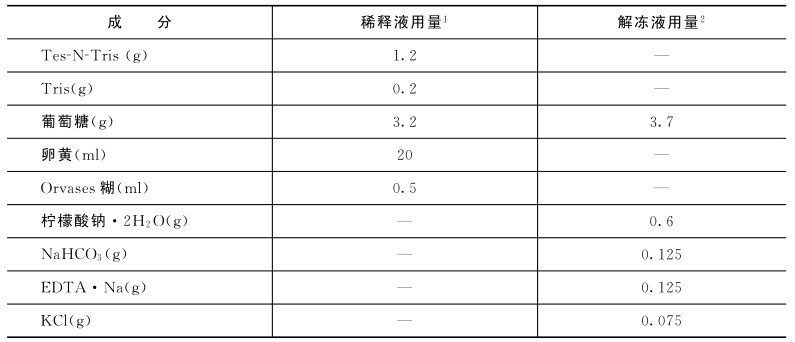 成 分 稀释液用量¹ 解冻液用量²
Tes-N-Tris (g) 1.2 —
Tris(g) 0.2 —
葡萄糖(g) 3.2 3.7
卵黄(ml) 20 —
Orvases 糊(ml) 0.5 —
柠檬酸钠·2H₂O(g) — 0.6
NaHCO₃(g) — 0.125
EDTA·Na(g) — 0.125
KCl(g) — 0.075